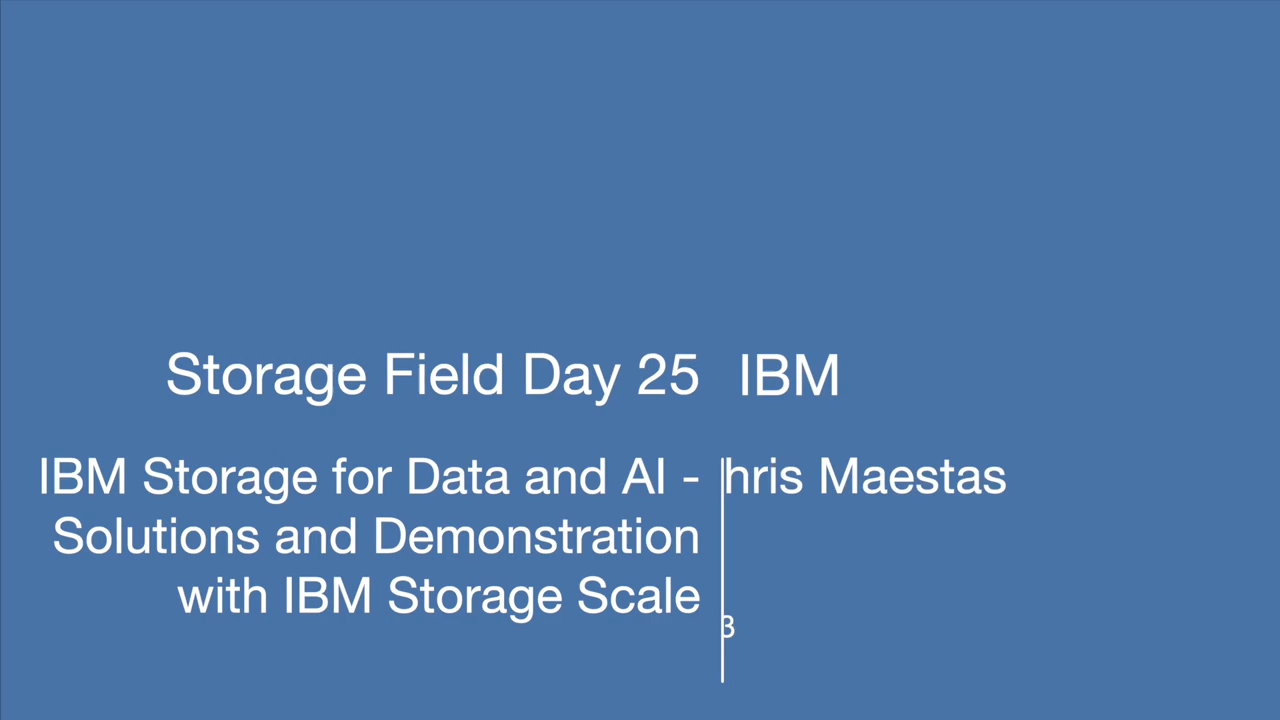 Storage Field Day 25 IBM
IBM Storage for Data and AI -
Solutions and Demonstration
with IBM Storage Scale
hris Maestas
3